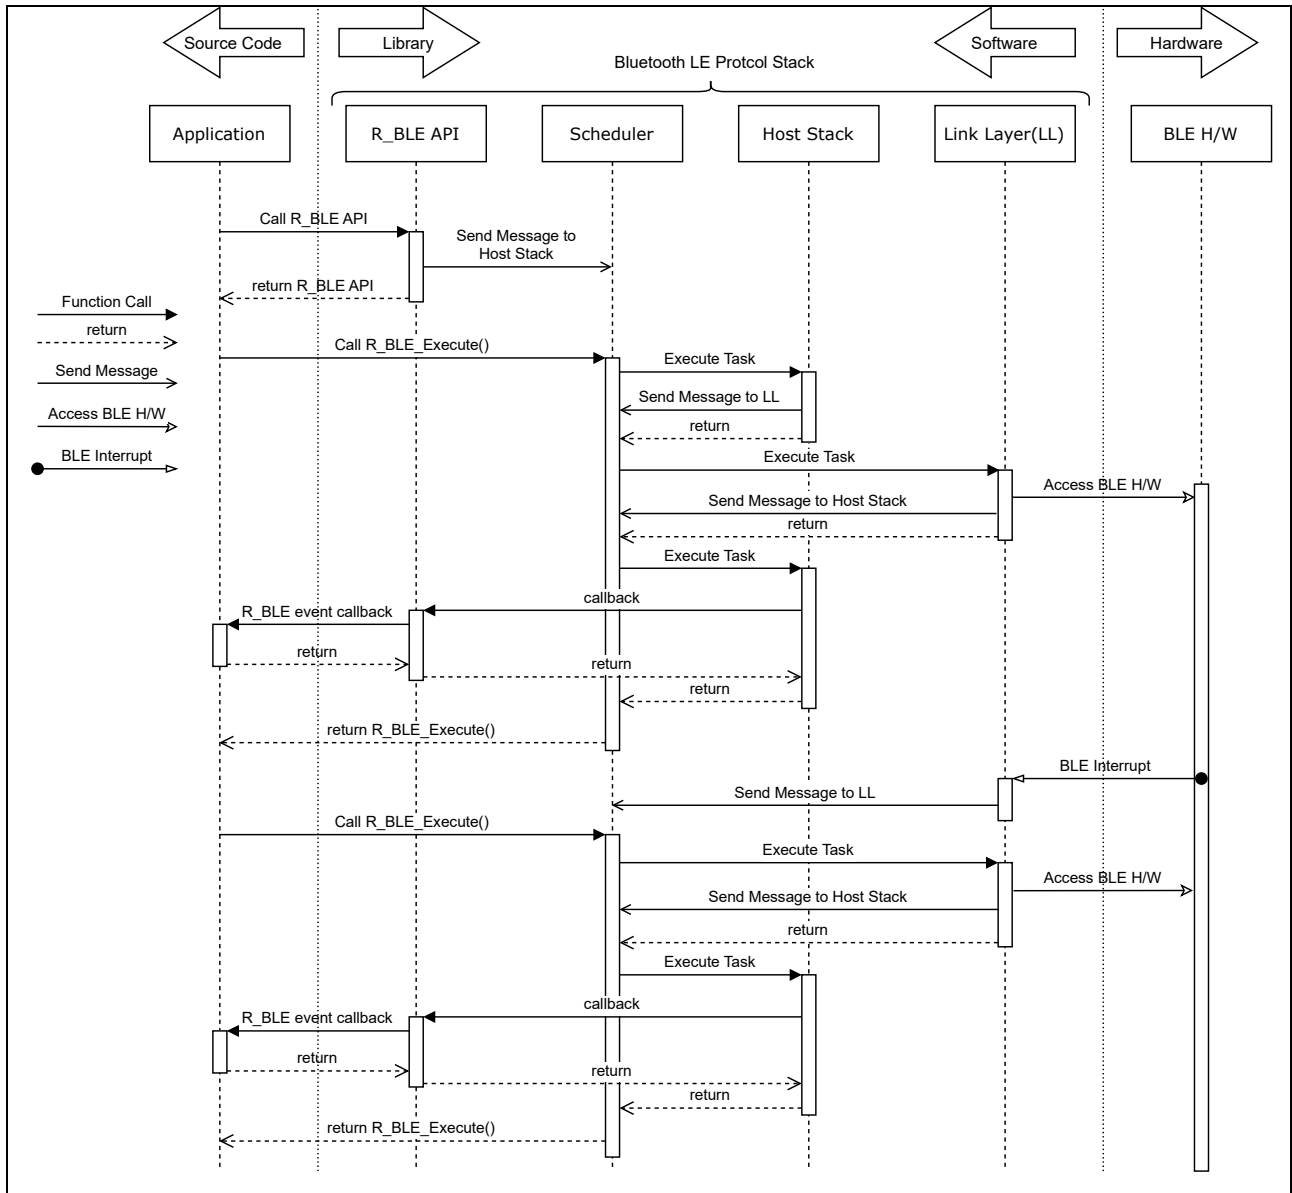 Source Code
Library
Software
Hardware
Bluetooth LE Protcol Stack
Application
R_BLE API
Scheduler
Host Stack
Link Layer(LL)
BLE H/W
Call R_BLE API
Send Message to
Host Stack
return R_BLE API
Function Call
return
Send Message
Access BLE H/W
BLE Interrupt
Call R_BLE_Execute()
Execute Task
Send Message to LL
return
Execute Task
Access BLE H/W
Send Message to Host Stack
return
Execute Task
callback
R_BLE event callback
return
return
return
return R_BLE_Execute()
BLE Interrupt
Send Message to LL
Call R_BLE_Execute()
Execute Task
Access BLE H/W
Send Message to Host Stack
return
Execute Task
callback
R_BLE event callback
return
return
return
return R_BLE_Execute()